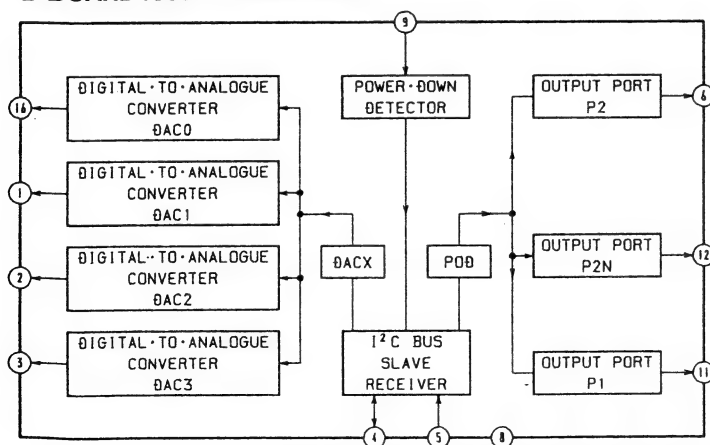 9
DIGITAL·TO·ANALOGUE
CONVERTER
DAC0
POWER·DOWN
DETECTOR
OUTPUT PORT
P2
16
6
DIGITAL·TO·ANALOGUE
CONVERTER
DAC1
1
DIGITAL·TO·ANALOGUE
CONVERTER
DAC2
DACX
POD
OUTPUT PORT
P2N
2
12
DIGITAL·TO·ANALOGUE
CONVERTER
DAC3
I²C BUS
SLAVE
RECEIVER
OUTPUT PORT
P1
3
11
4
5
8